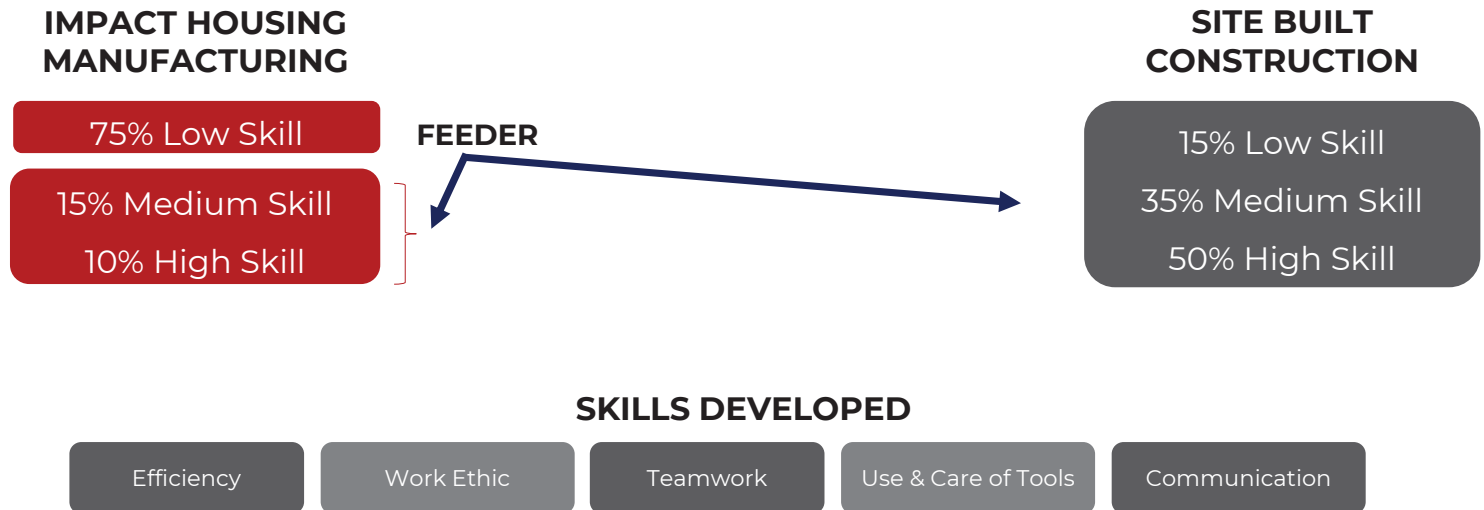 IMPACT HOUSING
MANUFACTURING
75% Low Skill
15% Medium Skill
10% High Skill
FEEDER
SITE BUILT
CONSTRUCTION
15% Low Skill
35% Medium Skill
50% High Skill
SKILLS DEVELOPED
Efficiency
Work Ethic
Teamwork
Use & Care of Tools
Communication